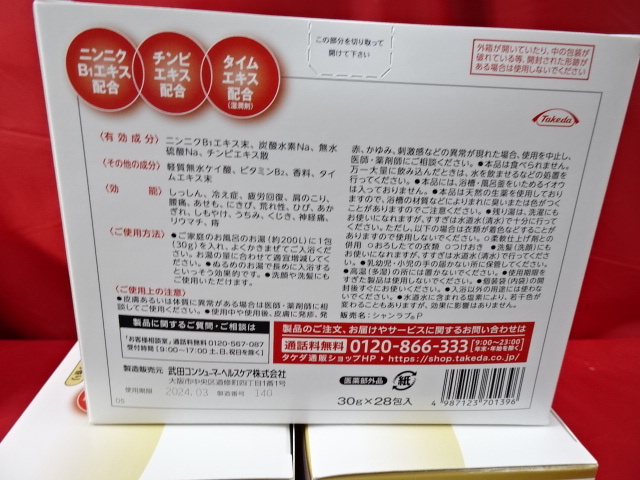 この部分を切り取って
開けて下さい
外箱が開いていたり、中の包装が
破れている等、開封された形跡が
ある場合は使用しないでください
ニンニク
B₁エキス
配合
チンピ
エキス
配合
タイム
エキス
配合
(湿潤剤)
Takeda
〈有効成分〉 ニンニクB₁エキス末、炭酸水素Na、無水
硫酸Na、チンピエキス散
〈その他の成分〉 軽質無水ケイ酸、ビタミンB₂、香料、タイ
ムエキス末
〈効能〉 しっしん、冷え症、疲労回復、肩のこり、
腰痛、あせも、にきび、荒れ性、ひび、あか
ぎれ、しもやけ、うちみ、くじき、神経痛、
リウマチ、痔
〈ご使用方法〉 ●ご家庭のお風呂のお湯(約200L)に1包
(30g)を入れ、よくかきまぜてご入浴くだ
さい。お湯の量に合わせて適宜増減してく
ださい。●ぬるめのお湯で長めに入浴する
といっそう効果的です。●洗顔や洗髪にも
ご使用いただけます。
〈ご使用上の注意〉
●皮膚あるいは体質に異常がある場合は医師・薬剤師に相
談してご使用ください。●使用中や使用後、皮膚に発疹、発
赤、かゆみ、刺激感などの異常が現れた場合、使用を中止し、
医師・薬剤師にご相談ください。●本品は食べられません。
万一大量に飲み込んだときは、水を飲ませるなどの処置を
行ってください。●本品には、浴槽・風呂釜をいためるイオウ
は入っておりません。●本品は天然の生薬を使用しており
ますので、浴槽の材質などによりまれに臭いまたは色がつく
ことがありますのでご注意ください。●残り湯は、洗濯にも
お使いになれますが、すすぎは水道水(清水)で十分に行っ
てください。ただし、以下の場合は衣類が着色などすることが
ありますので使用しないでください。○柔軟仕上げ剤との
併用 ○おろしたての衣類 ○つけおき ●洗髪(洗顔)にも
お使いになれますが、すすぎは水道水(清水)で行ってくださ
い。●乳幼児・小児の手の届かない所に保管してください。
●高温(多湿)の所には置かないでください。●使用期限を
すぎた製品は使用しないでください。●個装袋(内袋)の開
封後すぐにお使いください。●入浴以外の用途には使わな
いでください。●水道水に含まれる塩素により、若干色が
変わることもありますが、効果に影響はありません。
販売名:シャンラブ®P
製品に関するご質問・ご相談は
「お客様相談室」通話料無料 0120-567-087
受付時間[9:00~17:00 土、日、祝日を除く]
製品のご注文、お届けやサービスに関するお問い合わせは
通話料無料 0120-866-333 [9:00~23:00]
年末・年始を除く
タケダ通販ショップHP ▶ https://shop.takeda.co.jp/
製造販売元 武田コンシューマーヘルスケア株式会社
大阪市中央区道修町四丁目1番1号
使用期限 2024.03 製造番号 140
DS
医薬部外品
紙
30g×28包入
4 987123 701396